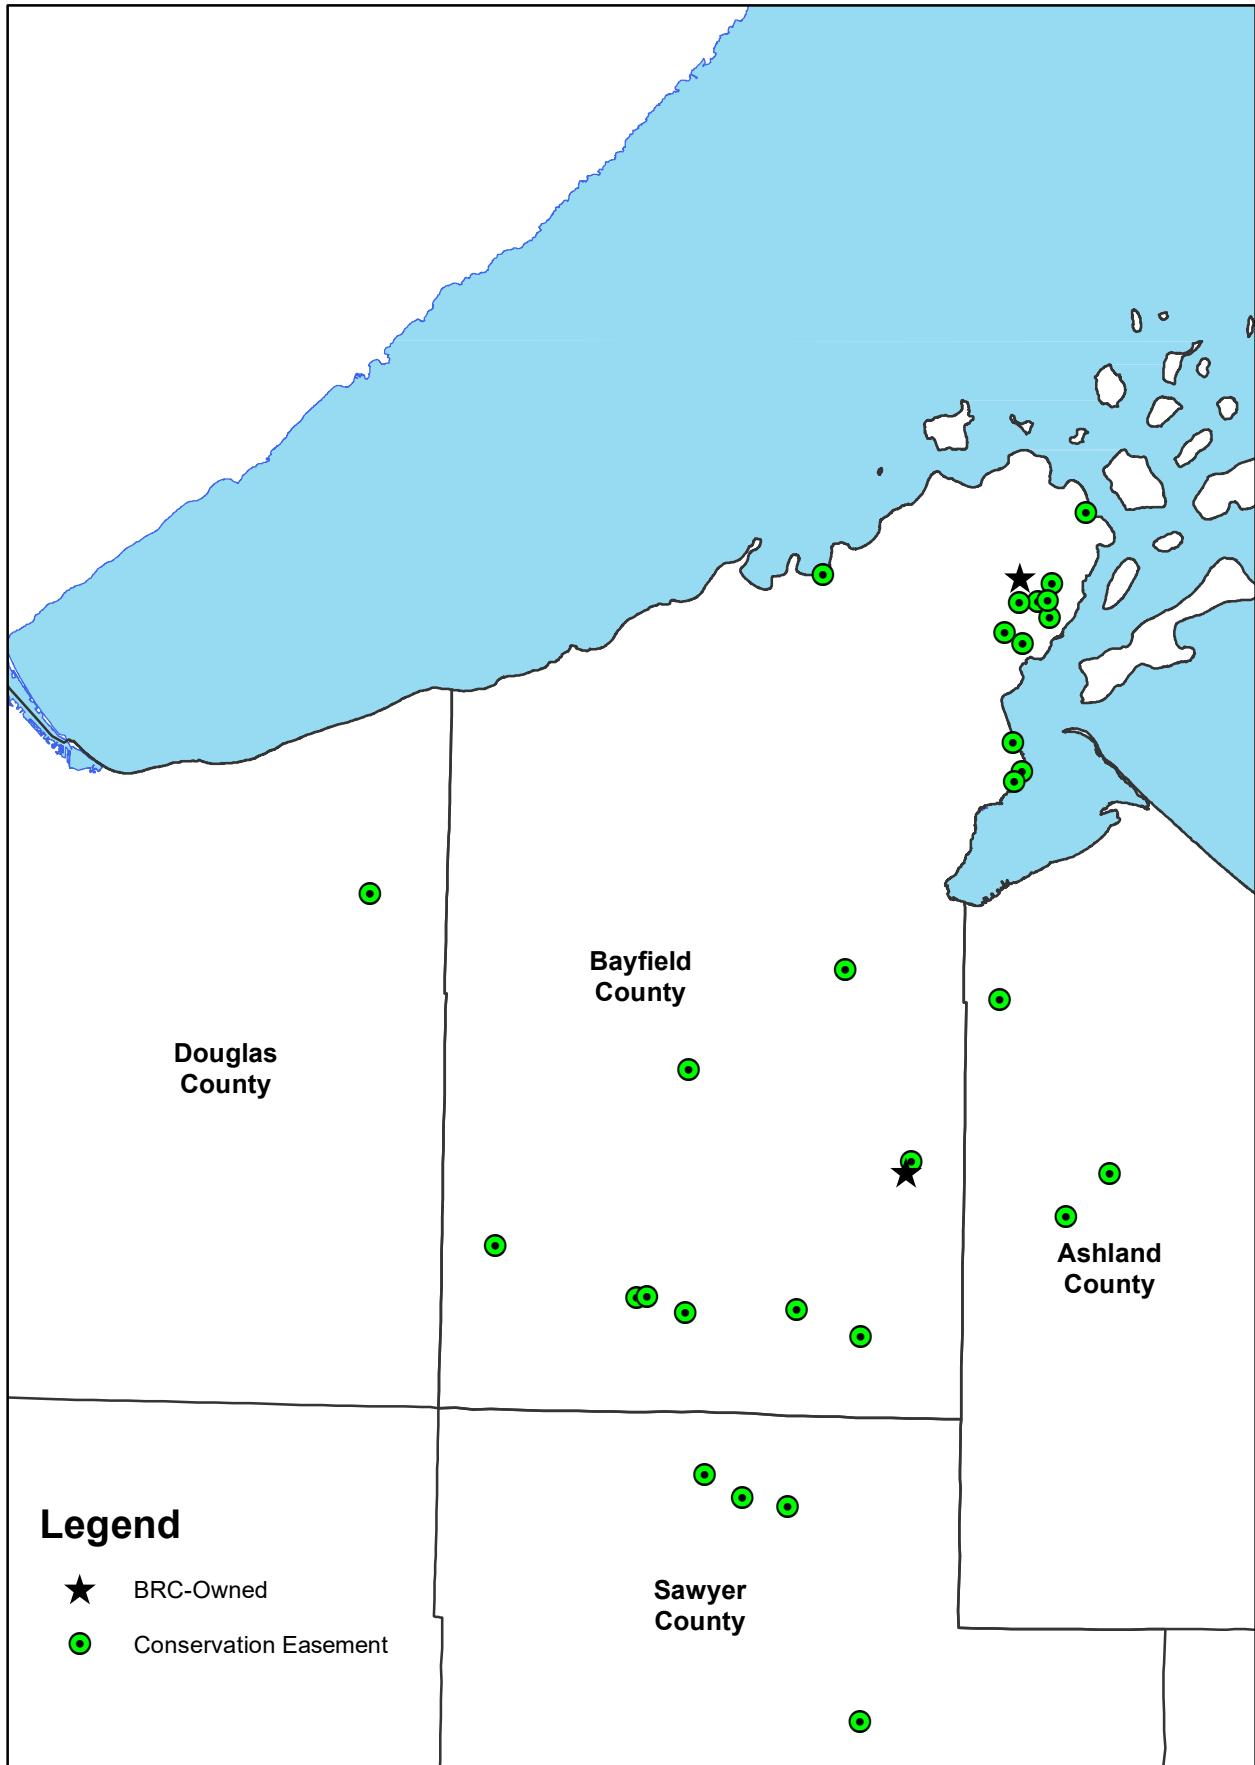 Bayfield
County
Douglas
County
Ashland
County
Legend
BRC-Owned
Sawyer
County
Conservation Easement